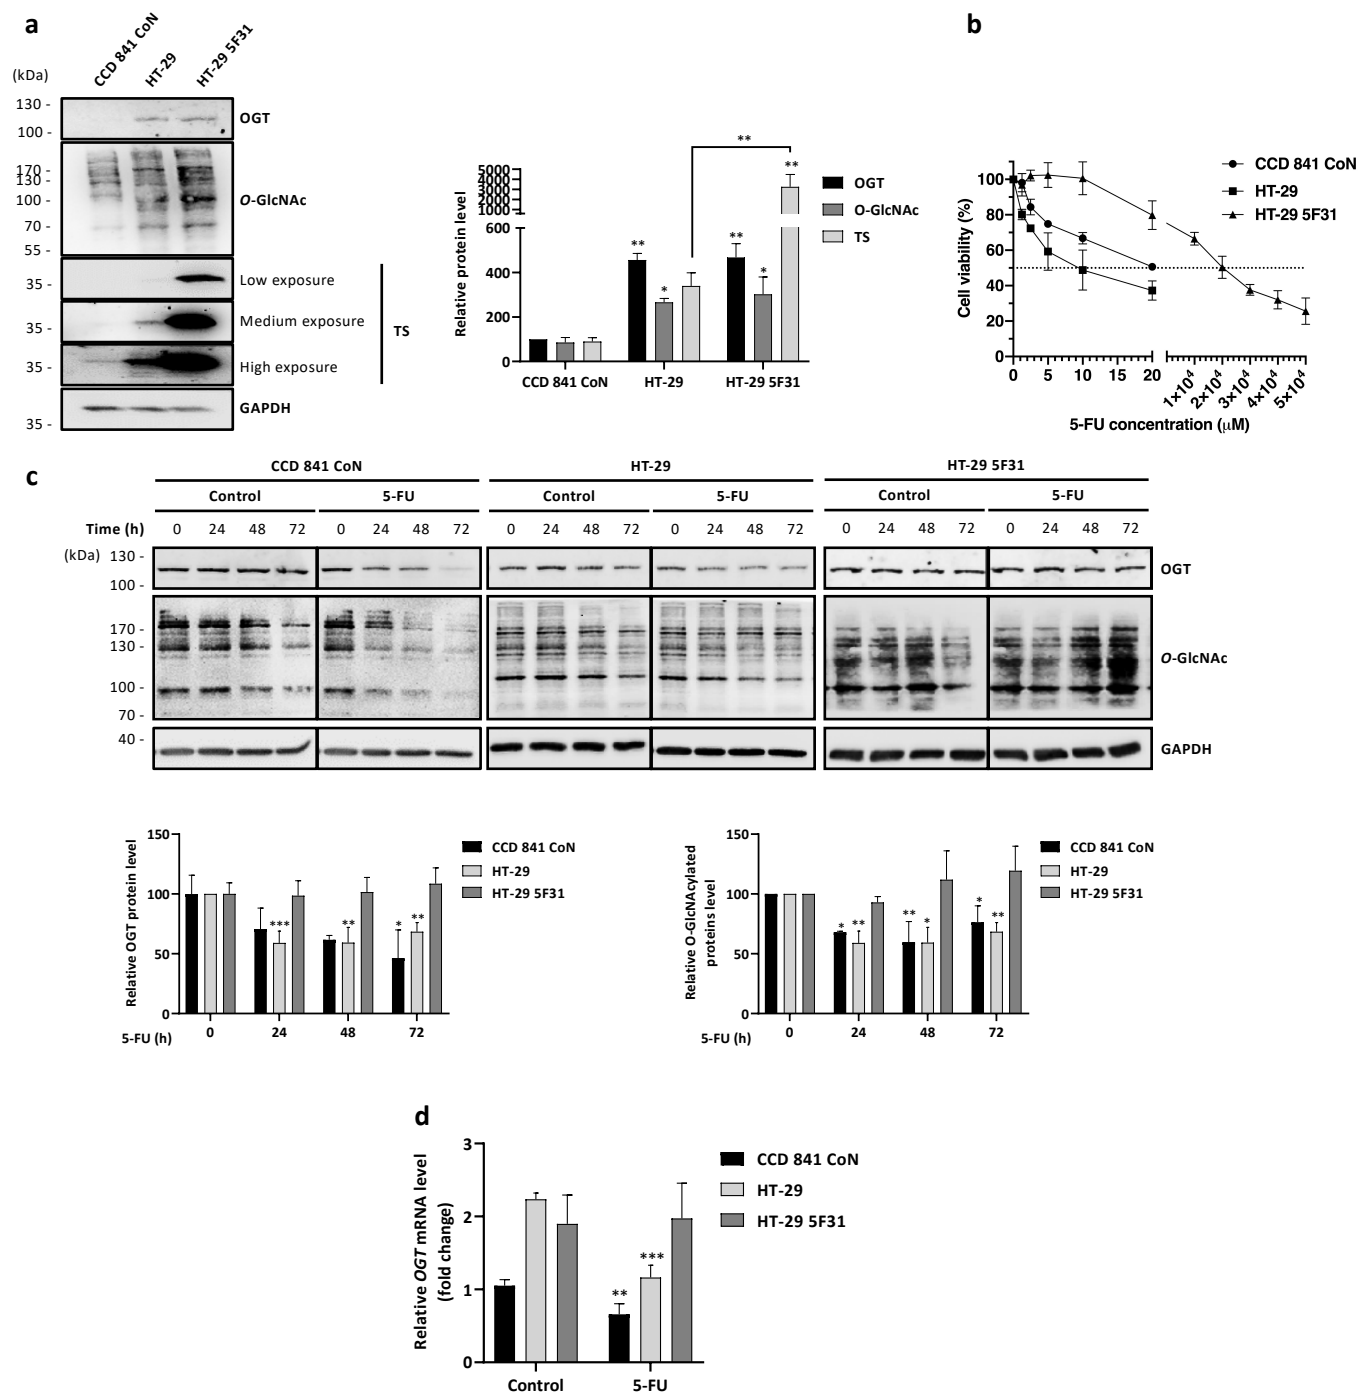 a
CCD 841 CoN
HT-29
HT-29 5F31
(kDa)
130 -
100 -
OGT
170 -
130 -
100 -
70 -
55 -
O-GlcNAc
35 -
Low exposure
35 -
Medium exposure
35 -
High exposure
TS
GAPDH
35 -
Relative protein level
5000
4000
3000
2000
1000
600
400
200
0
**
*
**
*
**
**
CCD 841 CoN
HT-29
HT-29 5F31
OGT
O-GlcNAc
TS
b
Cell viability (%)
100
80
60
40
20
0
0
5
10
15
20
1×10⁴
2×10⁴
3×10⁴
4×10⁴
5×10⁴
5-FU concentration (μM)
CCD 841 CoN
HT-29
HT-29 5F31
c
CCD 841 CoN
HT-29
HT-29 5F31
Control
5-FU
Control
5-FU
Control
5-FU
Time (h)
0 24 48 72 0 24 48 72
0 24 48 72 0 24 48 72
0 24 48 72 0 24 48 72
(kDa)
130 -
100 -
OGT
170 -
130 -
100 -
70 -
O-GlcNAc
40 -
GAPDH
Relative OGT protein level
150
100
50
0
***
**
*
**
0
24
48
72
5-FU (h)
CCD 841 CoN
HT-29
HT-29 5F31
Relative O-GlcNAcylated
proteins level
150
100
50
0
*
**
**
*
*
**
0
24
48
72
5-FU (h)
CCD 841 CoN
HT-29
HT-29 5F31
d
Relative OGT mRNA level
(fold change)
3
2
1
0
**
***
Control
5-FU
CCD 841 CoN
HT-29
HT-29 5F31